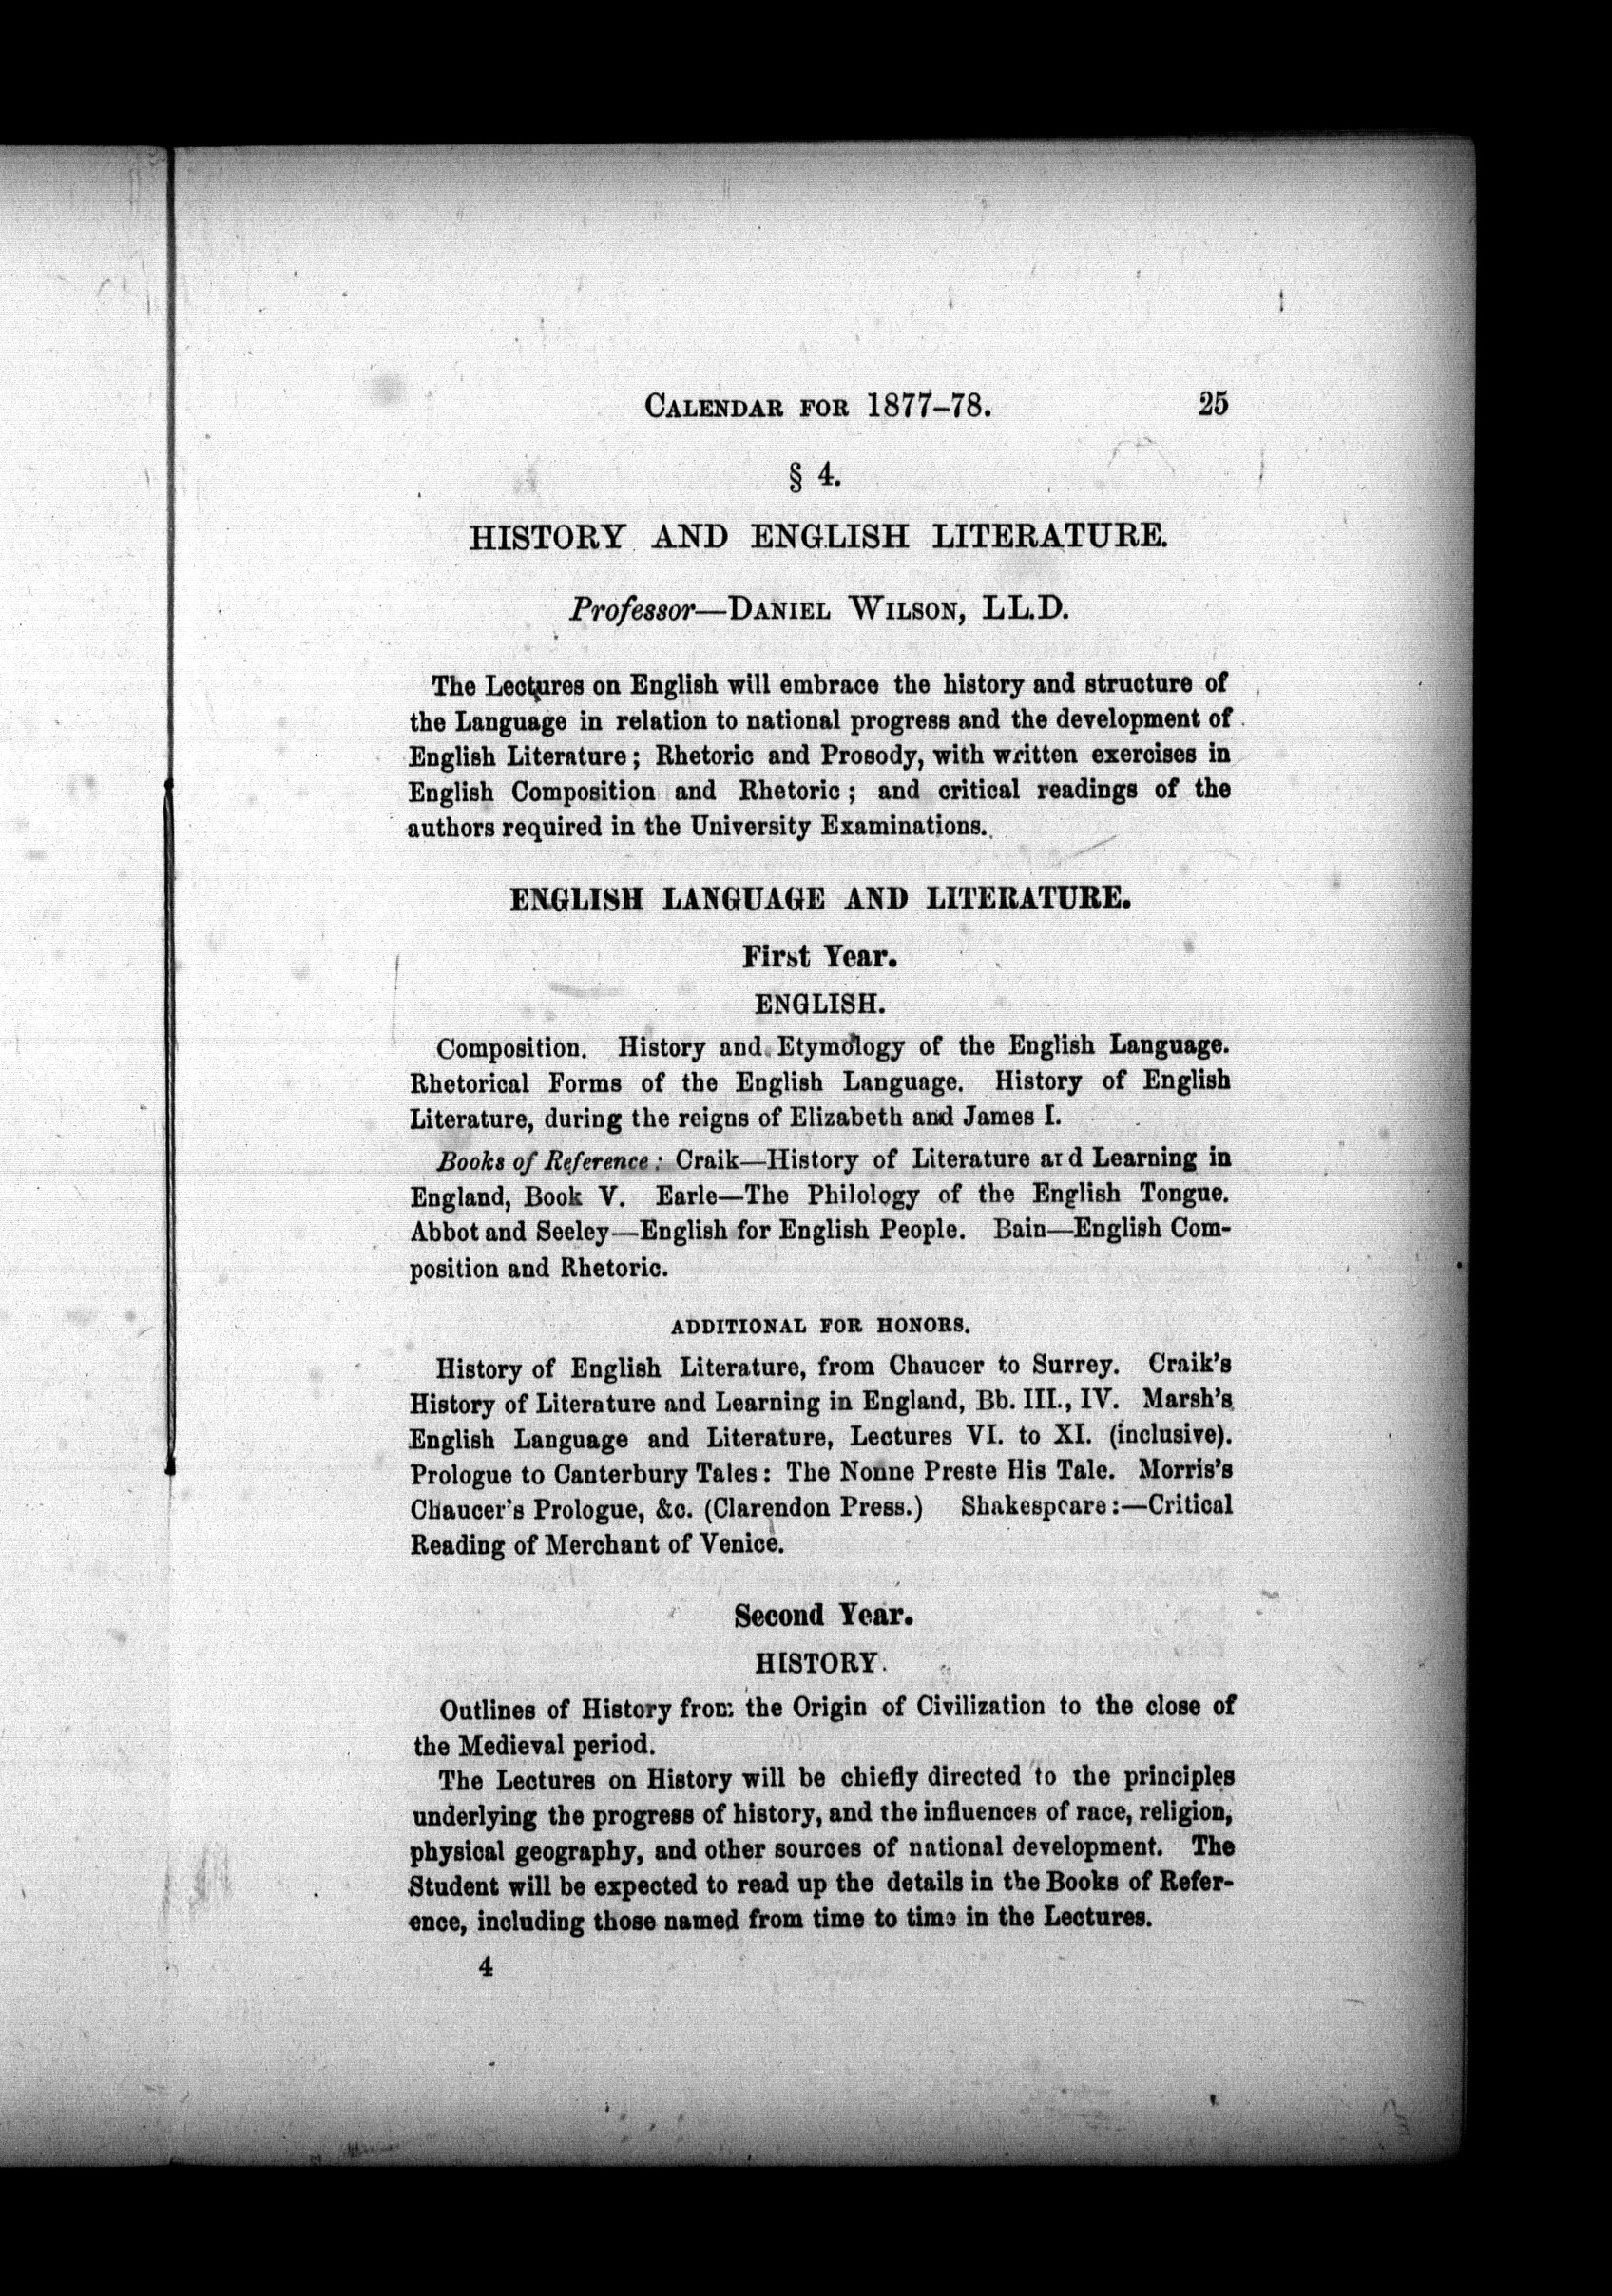 CALENDAR FOR 1877–78. 25
§ 4.
HISTORY AND ENGLISH LITERATURE.
Professor—DANIEL WILSON, LL.D.
The Lectures on English will embrace the history and structure of
the Language in relation to national progress and the development of
English Literature; Rhetoric and Prosody, with written exercises in
English Composition and Rhetoric; and critical readings of the
authors required in the University Examinations.
ENGLISH LANGUAGE AND LITERATURE.
First Year.
ENGLISH.
Composition. History and Etymology of the English Language.
Rhetorical Forms of the English Language. History of English
Literature, during the reigns of Elizabeth and James I.
Books of Reference: Craik—History of Literature and Learning in
England, Book V. Earle—The Philology of the English Tongue.
Abbot and Seeley—English for English People. Bain—English Com-
position and Rhetoric.
ADDITIONAL FOR HONORS.
History of English Literature, from Chaucer to Surrey. Craik's
History of Literature and Learning in England, Bb. III., IV. Marsh's
English Language and Literature, Lectures VI. to XI. (inclusive).
Prologue to Canterbury Tales: The Nonne Preste His Tale. Morris's
Chaucer's Prologue, &c. (Clarendon Press.) Shakespeare:—Critical
Reading of Merchant of Venice.
Second Year.
HISTORY.
Outlines of History from the Origin of Civilization to the close of
the Medieval period.
The Lectures on History will be chiefly directed to the principles
underlying the progress of history, and the influences of race, religion,
physical geography, and other sources of national development. The
Student will be expected to read up the details in the Books of Refer-
ence, including those named from time to time in the Lectures.
4